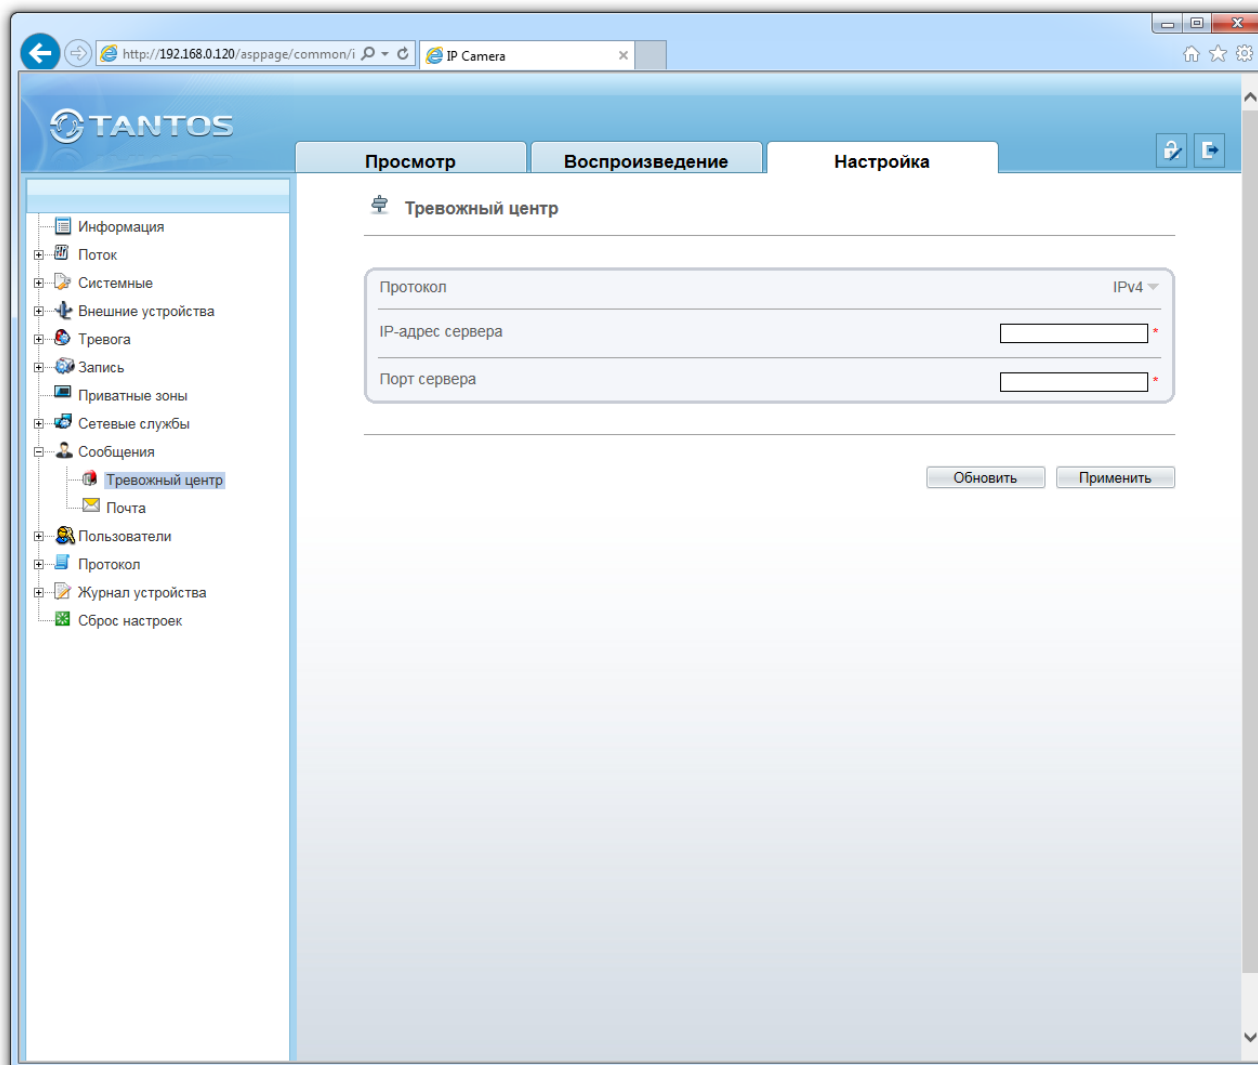 http://192.168.0.120/asppage/common/i
IP Camera
TANTOS
Просмотр
Воспроизведение
Настройка
Тревожный центр
Информация
Поток
Системные
Внешние устройства
Тревога
Запись
Приватные зоны
Сетевые службы
Сообщения
Тревожный центр
Почта
Пользователи
Протокол
Журнал устройства
Сброс настроек
Протокол IPv4
IP-адрес сервера *
Порт сервера *
Обновить Применить